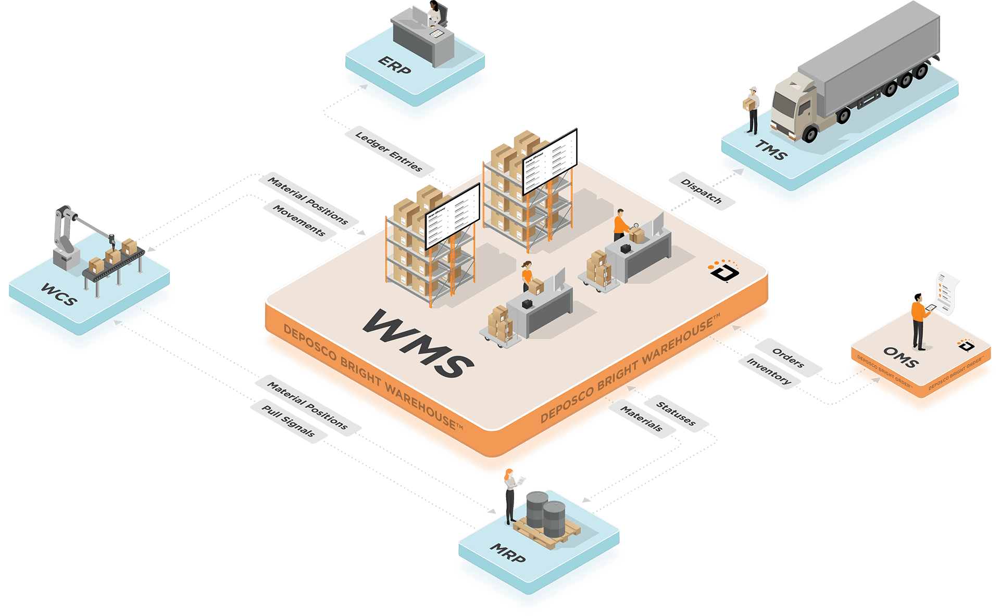 ERP
TMS
Ledger Entries
Material Positions
Movements
Dispatch
WCS
WMS
DEPOSCO BRIGHT WAREHOUSE™
DEPOSCO BRIGHT WAREHOUSE™
OMS
DEPOSCO BRIGHT ORDER™
DEPOSCO BRIGHT ORDER™
Orders
Inventory
Material Positions
Pull Signals
Statuses
Materials
MRP